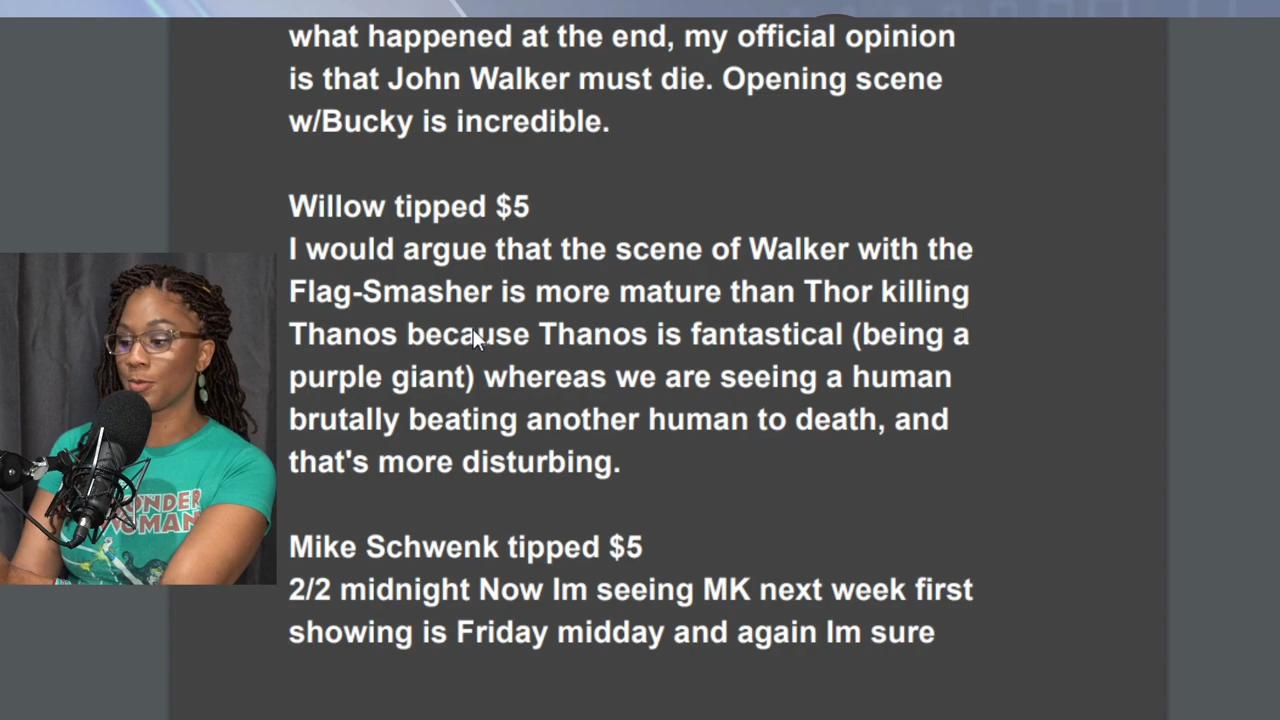 what happened at the end, my official opinion
is that John Walker must die. Opening scene
w/Bucky is incredible.
Willow tipped $5
I would argue that the scene of Walker with the
Flag-Smasher is more mature than Thor killing
Thanos because Thanos is fantastical (being a
purple giant) whereas we are seeing a human
brutally beating another human to death, and
that's more disturbing.
Mike Schwenk tipped $5
2/2 midnight Now Im seeing MK next week first
showing is Friday midday and again Im sure
WONDER
WOMAN